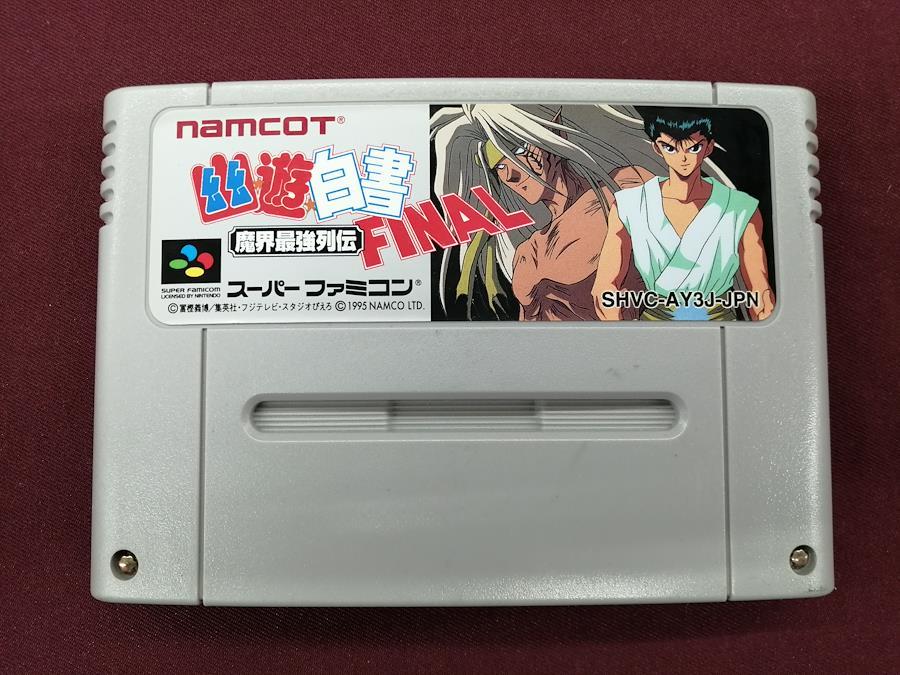 namcot®
幽★遊★白書
FINAL
魔界最強列伝
SUPER FAMICOM
LICENSED BY NINTENDO
スーパーファミコン®
©冨樫義博/集英社・フジテレビ・スタジオぴえろ ©1995 NAMCO LTD.
SHVC-AY3J-JPN